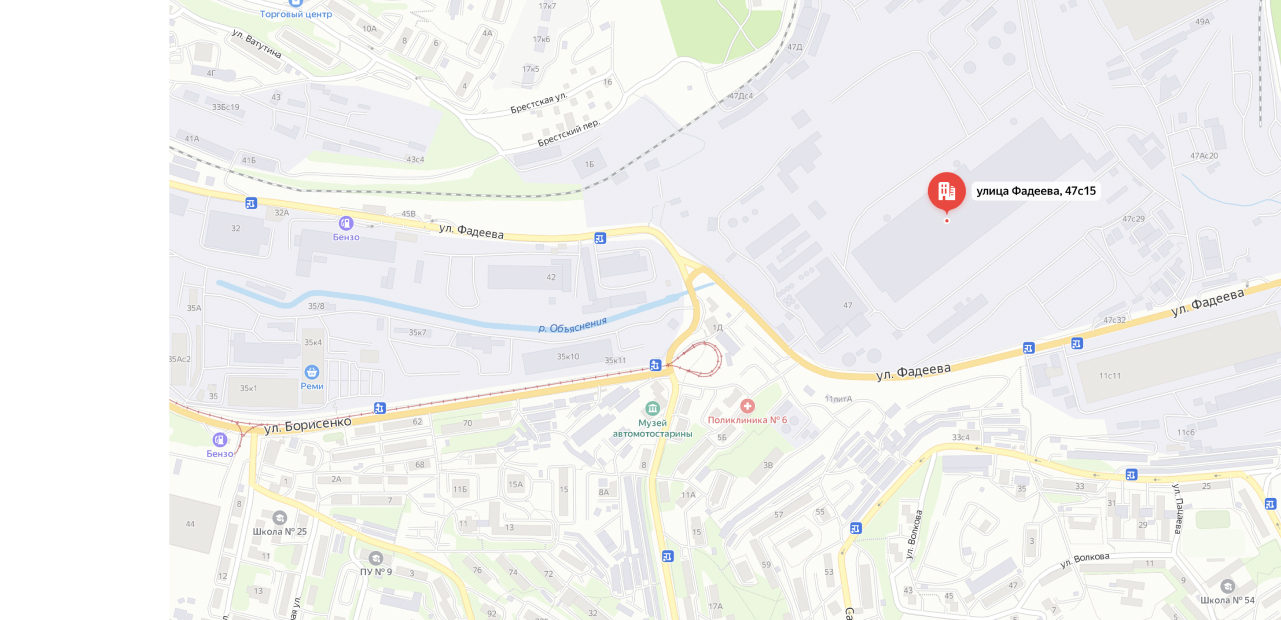 Торговый центр
17к7
10А
4А
49А
8
6
17к6
ул. Ватутина
47Д
4Г
17к5
16
4
43
47Дс4
33Бс19
Брестская ул.
Брестский пер.
41А
41Б
43с4
1Б
47Ас20
улица Фадеева, 47с15
32А
45В
32
Бензо
ул. Фадеева
47с29
42
35А
35/8
47
ул. Фадеева
47с32
р. Объяснения
1Д
35к7
35к4
35Ас2
35к10
35к11
ул. Фадеева
11с11
Реми
35к1
35
11литА
62
70
Музей
автомотостарины
Поликлиника № 6
ул. Борисенко
5Б
33с4
11с6
Бензо
68
8
3В
1
2А
11Б
15А
15
8А
11А
35
33
25
8
7
44
Школа № 25
11
13
57
55
15
ул. Волкова
31
29
ул. Пацаева
3
11
ПУ № 9
ул. Волкова
12
76
74
72
53
11
13
43
49
47
Школа № 54
92
32
17А